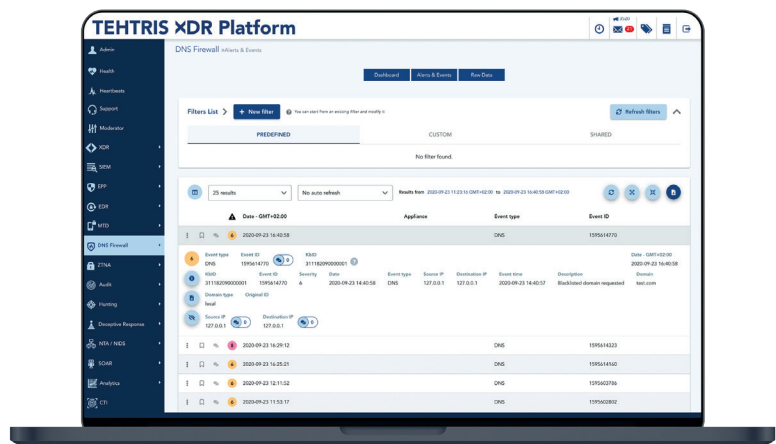 TEHTRIS XDR Platform
Admin
Health
Heartbeats
Support
Moderator
XDR
SIEM
EPP
EDR
MTD
DNS Firewall
ZTNA
Audit
Hunting
Deceptive Response
NTA / NIDS
SOAR
Analytics
CTI
DNS Firewall »Alerts & Events
Dashboard Alerts & Events Raw Data
Filters List + New filter You can start from an existing filter and modify it Refresh filters
PREDEFINED CUSTOM SHARED
No filter found.
25 results No auto refresh Results from 2020-09-23 11:23:16 GMT+02:00 to 2020-09-23 16:40:58 GMT+02:00
Date - GMT+02:00 Appliance Event type Event ID
6 2020-09-23 16:40:58 DNS 1595614770
6 Event type Event ID KbID Date - GMT+02:00
DNS 1595614770 0 311182090000001 ? 2020-09-23 16:40:58
KbID Event ID Severity Date Event type Source IP Destination IP Event time Description Domain
311182090000001 1595614770 6 2020-09-23 14:40:58 DNS 127.0.0.1 127.0.0.1 2020-09-23 14:40:57 Blacklisted domain requested test.com
Domain type Original ID
local
Source IP Destination IP
127.0.0.1 0 127.0.0.1 0
8 2020-09-23 16:29:12 DNS 1595614323
6 2020-09-23 16:25:21 DNS 1595614160
6 2020-09-23 12:11:52 DNS 1595603786
6 2020-09-23 11:53:17 DNS 1595602802